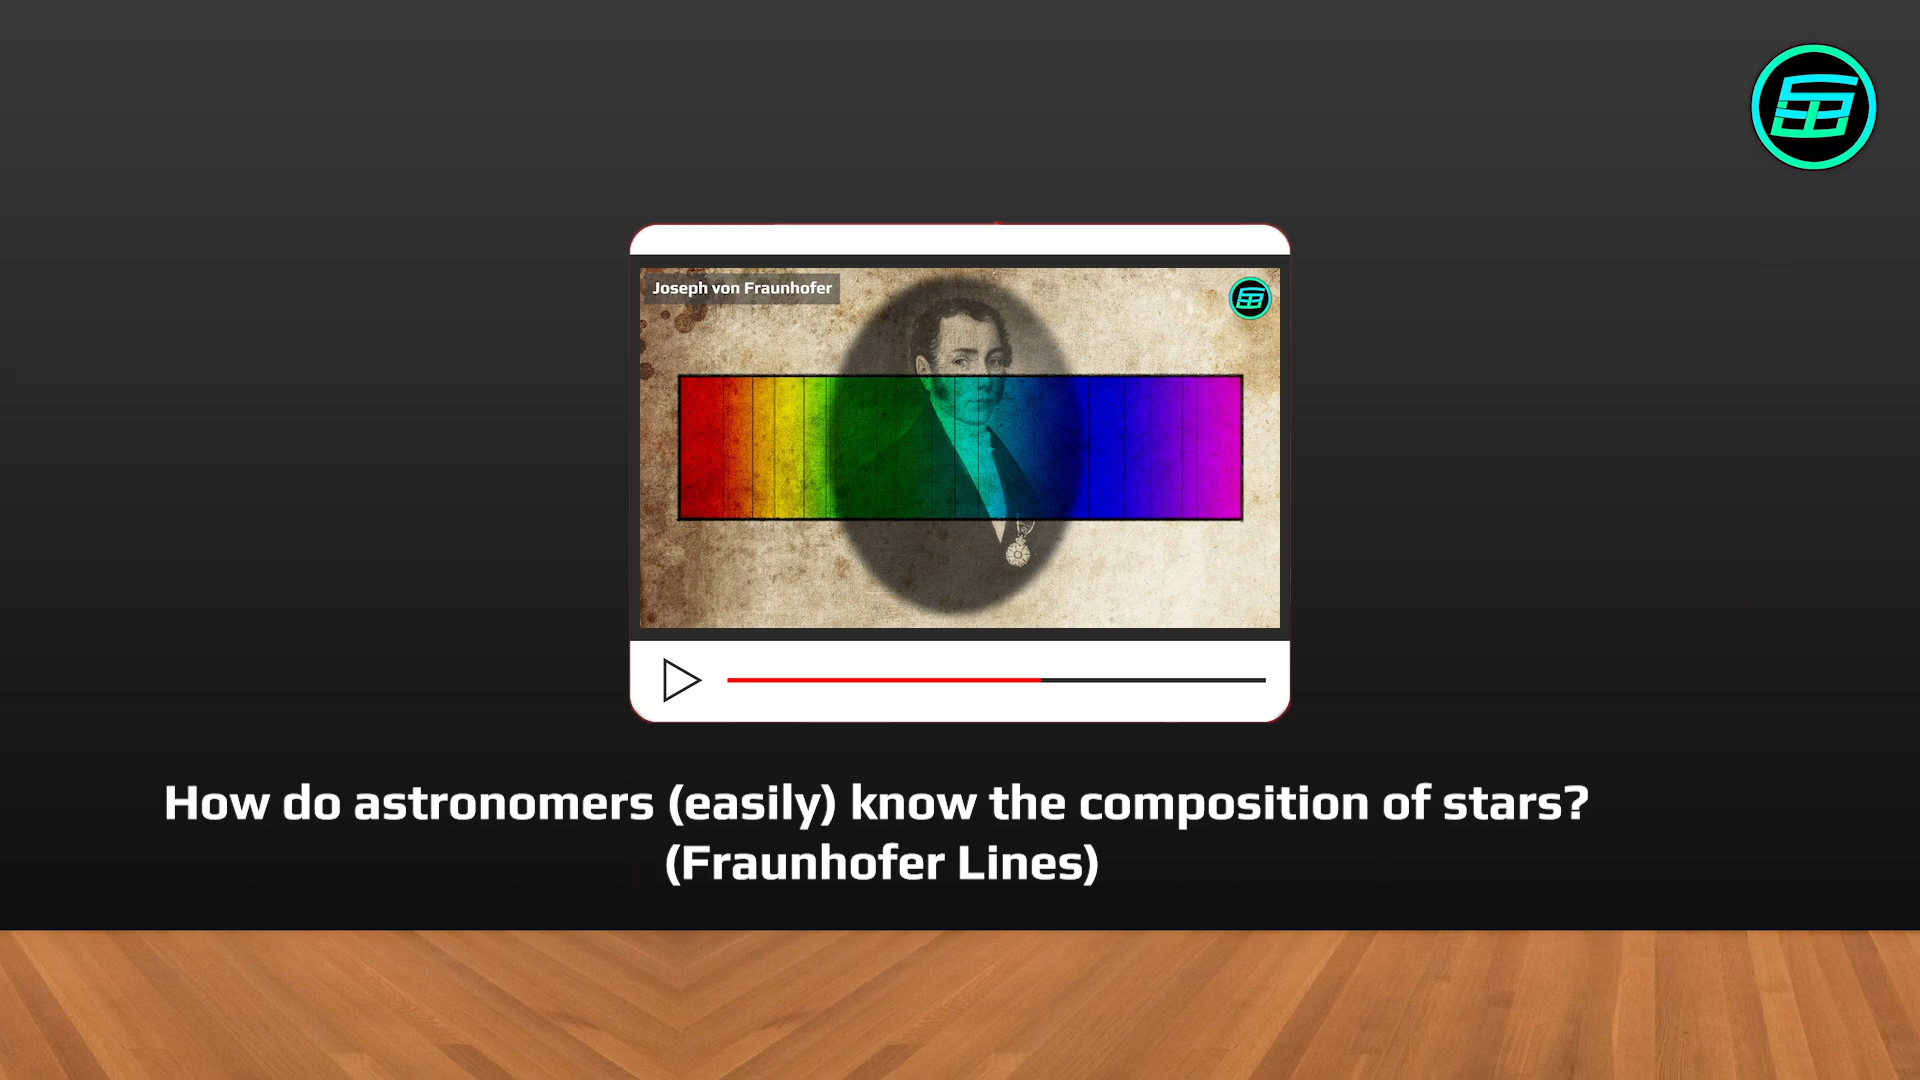 Joseph von Fraunhofer
How do astronomers (easily) know the composition of stars?
(Fraunhofer Lines)